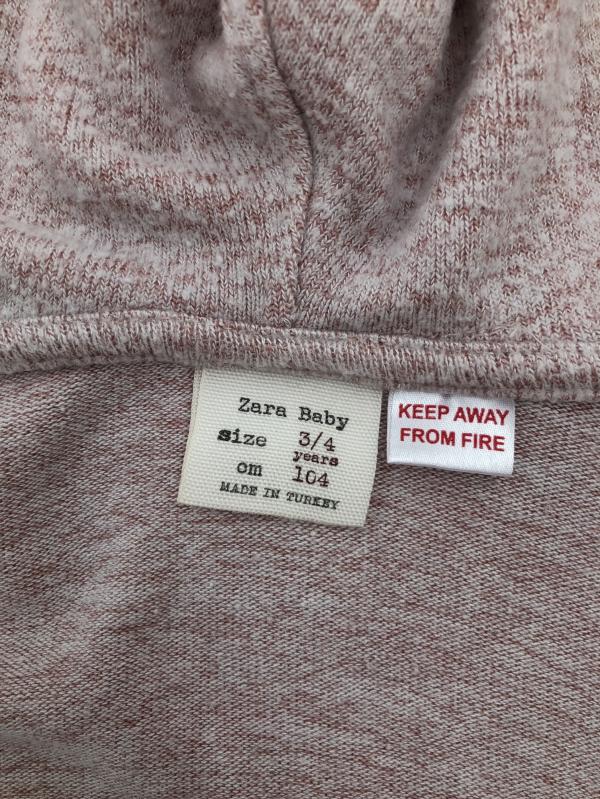 Zara Baby
size 3/4
years
cm 104
MADE IN TURKEY
KEEP AWAY
FROM FIRE